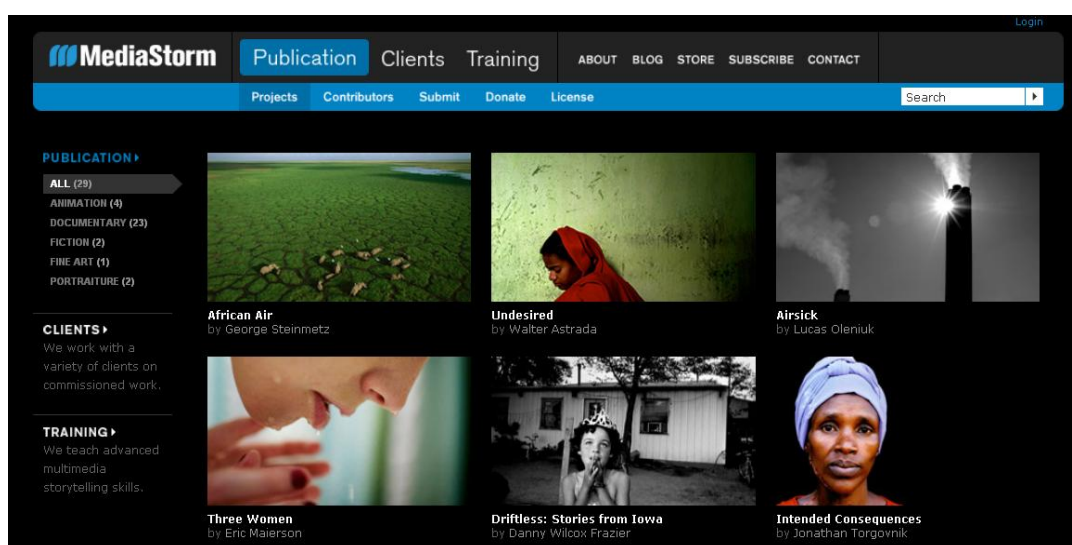 Login
MediaStorm
Publication Clients Training ABOUT BLOG STORE SUBSCRIBE CONTACT
Projects Contributors Submit Donate License
Search
PUBLICATION
ALL (29)
ANIMATION (4)
DOCUMENTARY (23)
FICTION (2)
FINE ART (1)
PORTRAITURE (2)
CLIENTS
We work with a
variety of clients on
commissioned work.
TRAINING
We teach advanced
multimedia
storytelling skills.
African Air
by George Steinmetz
Undesired
by Walter Astrada
Airsick
by Lucas Oleniuk
Three Women
by Eric Maierson
Driftless: Stories from Iowa
by Danny Wilcox Frazier
Intended Consequences
by Jonathan Torgovnik